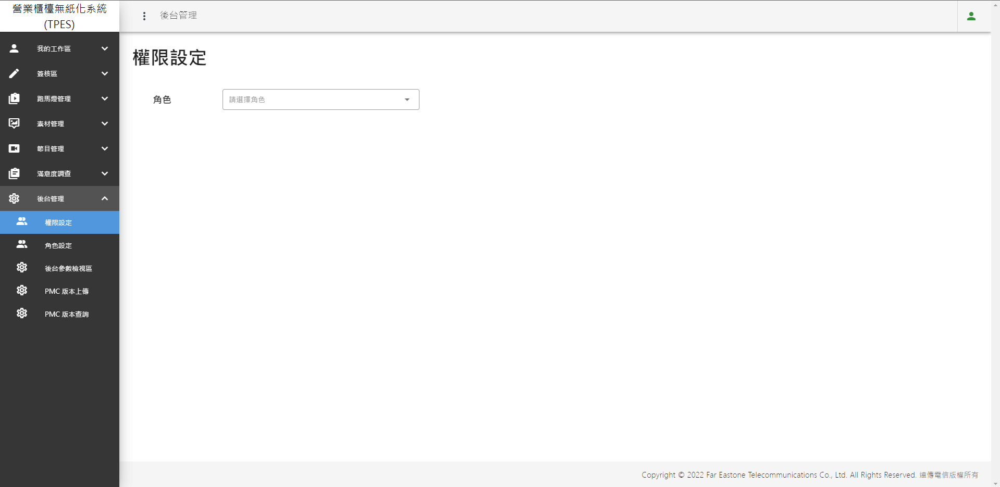 營業櫃檯無紙化系統
(TPES)
後台管理
我的工作區
簽核區
跑馬燈管理
素材管理
節目管理
滿意度調查
後台管理
權限設定
角色設定
後台參數檢視區
PMC 版本上傳
PMC 版本查詢
權限設定
角色
請選擇角色
Copyright © 2022 Far Eastone Telecommunications Co., Ltd. All Rights Reserved. 遠傳電信版權所有